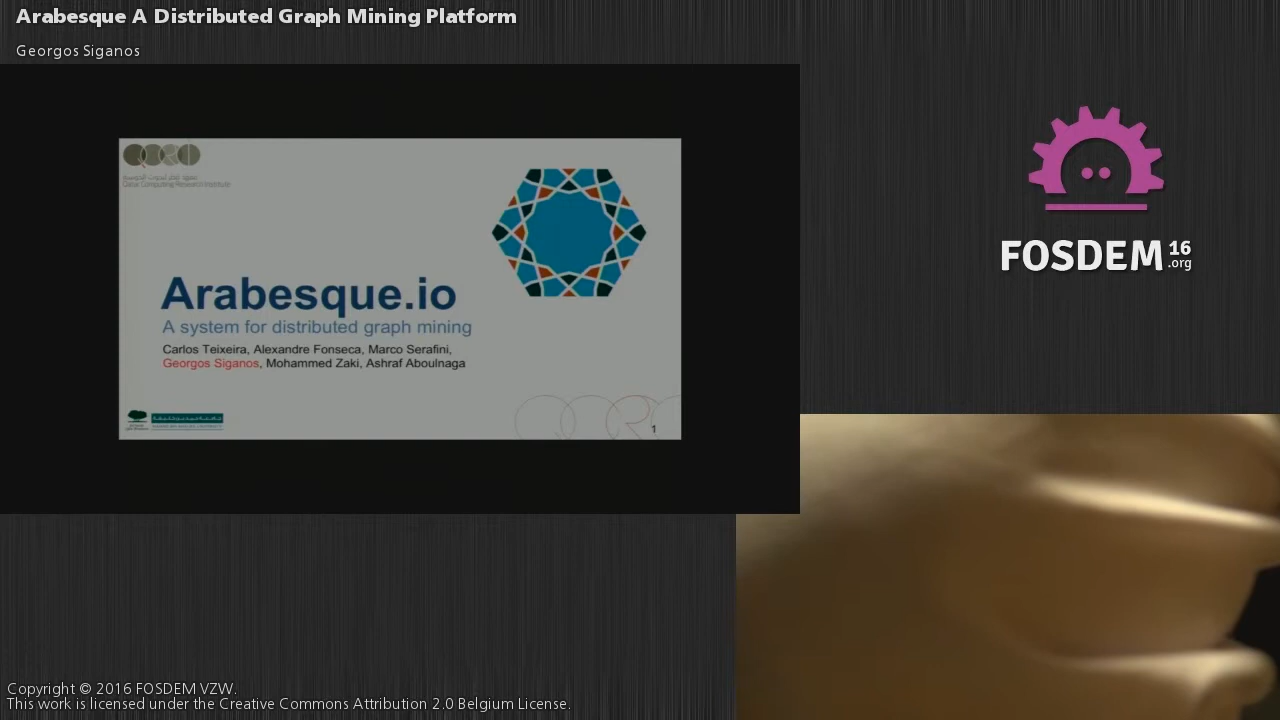 Arabesque A Distributed Graph Mining Platform
Georgos Siganos
Qatar Computing Research Institute
Arabesque.io
A system for distributed graph mining
Carlos Teixeira, Alexandre Fonseca, Marco Serafini,
Georgos Siganos, Mohammed Zaki, Ashraf Aboulnaga
1
FOSDEM 16
.org
Copyright © 2016 FOSDEM VZW.
This work is licensed under the Creative Commons Attribution 2.0 Belgium License.